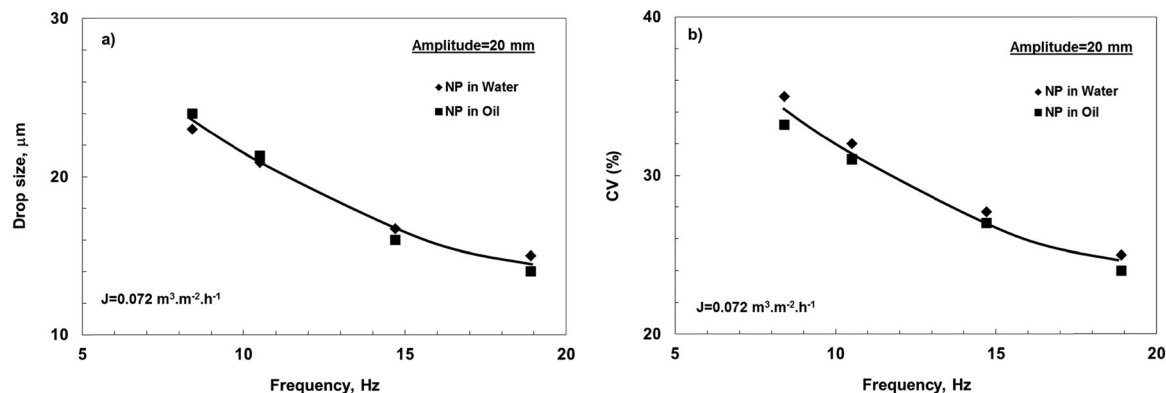 a)
Amplitude=20 mm
NP in Water
NP in Oil
J=0.072 m³.m⁻².h⁻¹
Drop size, μm
30
20
10
5
10
15
20
Frequency, Hz
b)
Amplitude=20 mm
NP in Water
NP in Oil
J=0.072 m³.m⁻².h⁻¹
CV (%)
40
30
20
5
10
15
20
Frequency, Hz